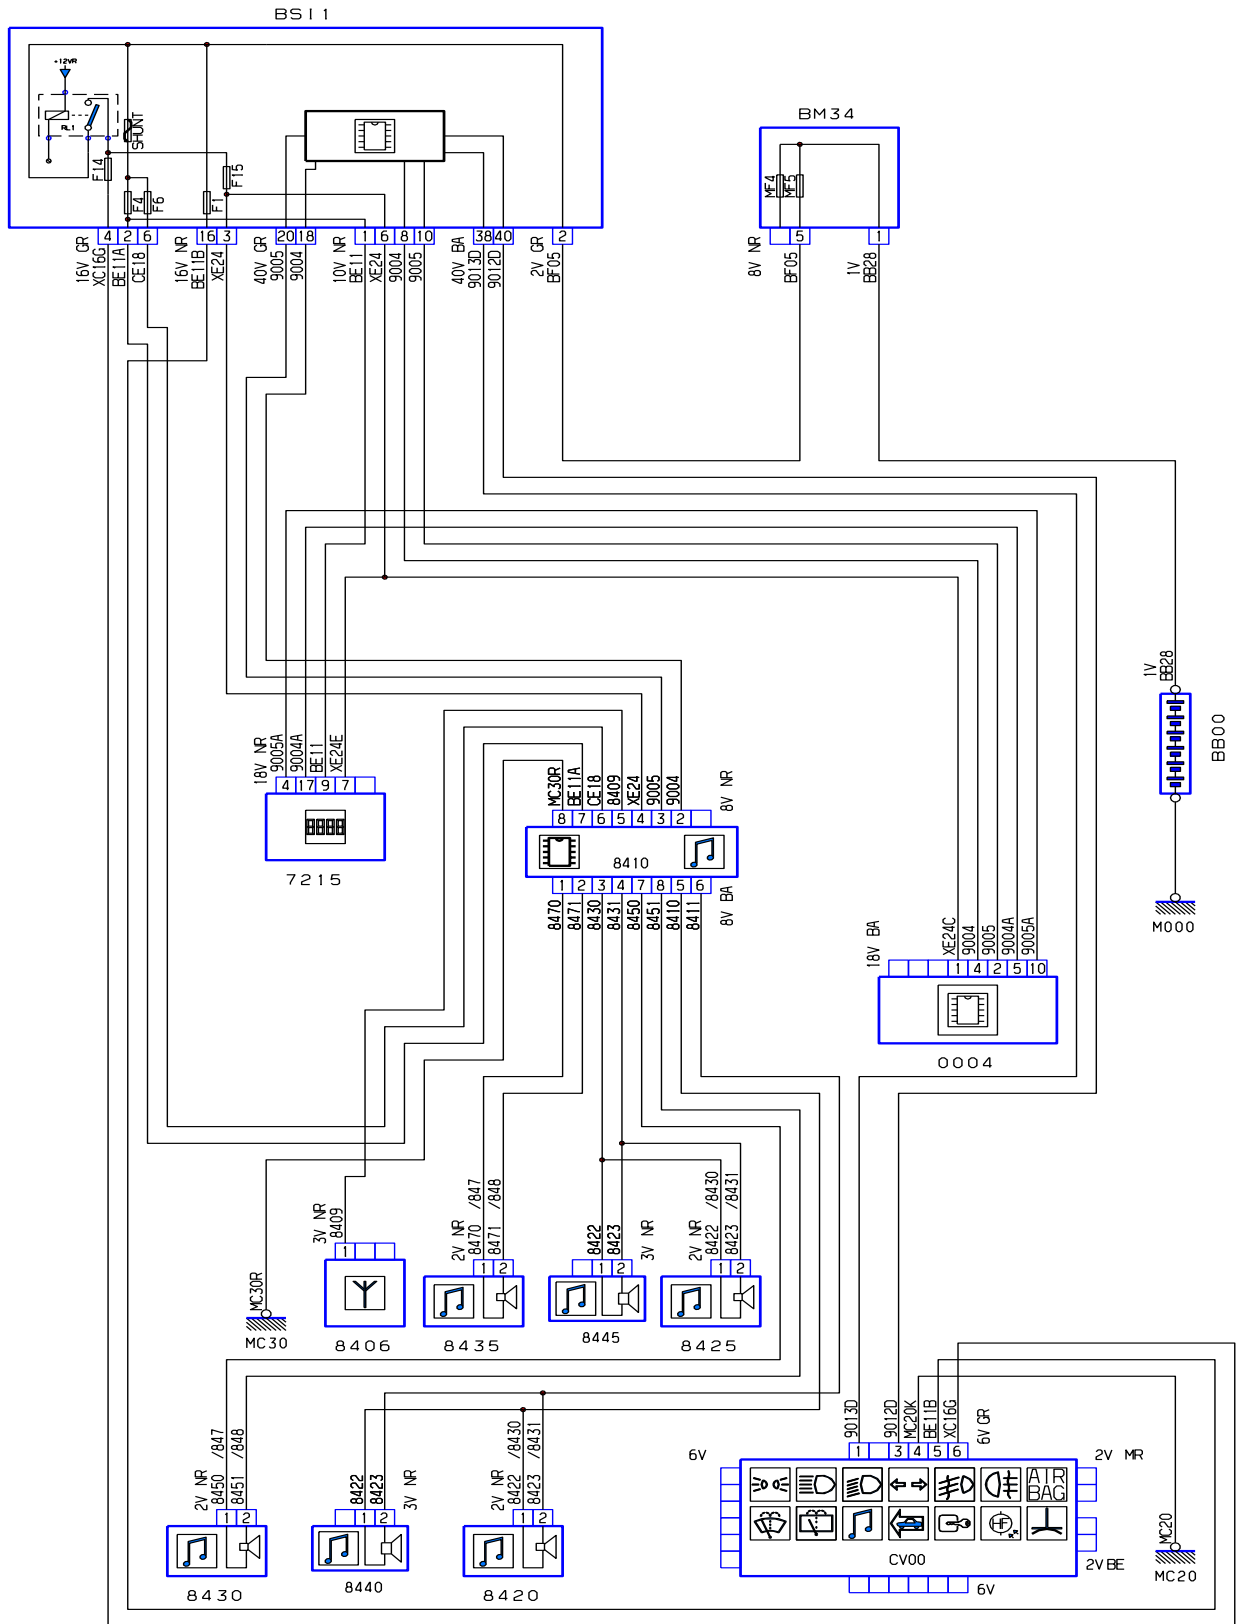 BSI1
+12VR
RL1
SHUNT
F14
F15
F4
F6
F1
4 2 6 16 3 20 18 1 6 8 10 38 40 2
16V GR
XC16G
BE11A
CE18
16V NR
BE11B
XE24
40V GR
9005
9004
10V NR
BE11
XE24
9004
9005
40V BA
9013D
9012D
2V GR
BF05
BM34
MF4
MF5
5 1
8V NR
BF05
1V
BB28
1V
BB28
BB00
M000
18V NR
9005A
9004A
BE11
XE24E
4 17 9 7
7215
MC30R
BE11A
CE18
8409
XE24
9005
9004
8V NR
8 7 6 5 4 3 2
8410
1 2 3 4 7 8 5 6
8470
8471
8430
8431
8450
8451
8410
8411
8V BA
18V BA
XE24C
9004
9005
9004A
9005A
1 4 2 5 10
0004
MC30R
MC30
3V NR
8409
1
8406
2V NR
8470 /847
8471 /848
1 2
8435
8422
8423
3V NR
1 2
8445
2V NR
8422 /8430
8423 /8431
1 2
8425
2V NR
8450 /847
8451 /848
1 2
8430
8422
8423
3V NR
1 2
8440
2V NR
8422 /8430
8423 /8431
1 2
8420
9013D
9012D
MC20K
BE11B
XC16G
6V GR
1 3 4 5 6
6V
2V MR
AIR
BAG
HF
CV00
2V BE
6V
MC20
MC20